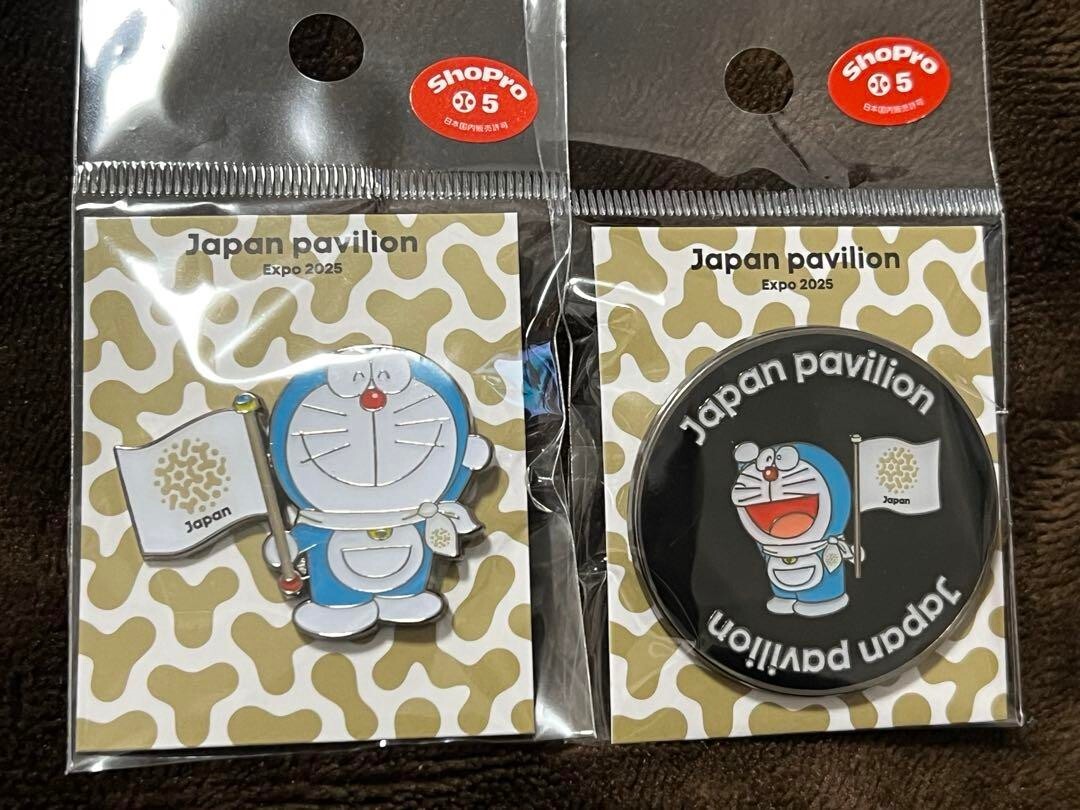 ShoPro
5
日本国内販売許可
Japan pavilion
Expo 2025
Japan
ShoPro
5
日本国内販売許可
Japan pavilion
Expo 2025
Japan pavilion
Japan
Japan pavilion